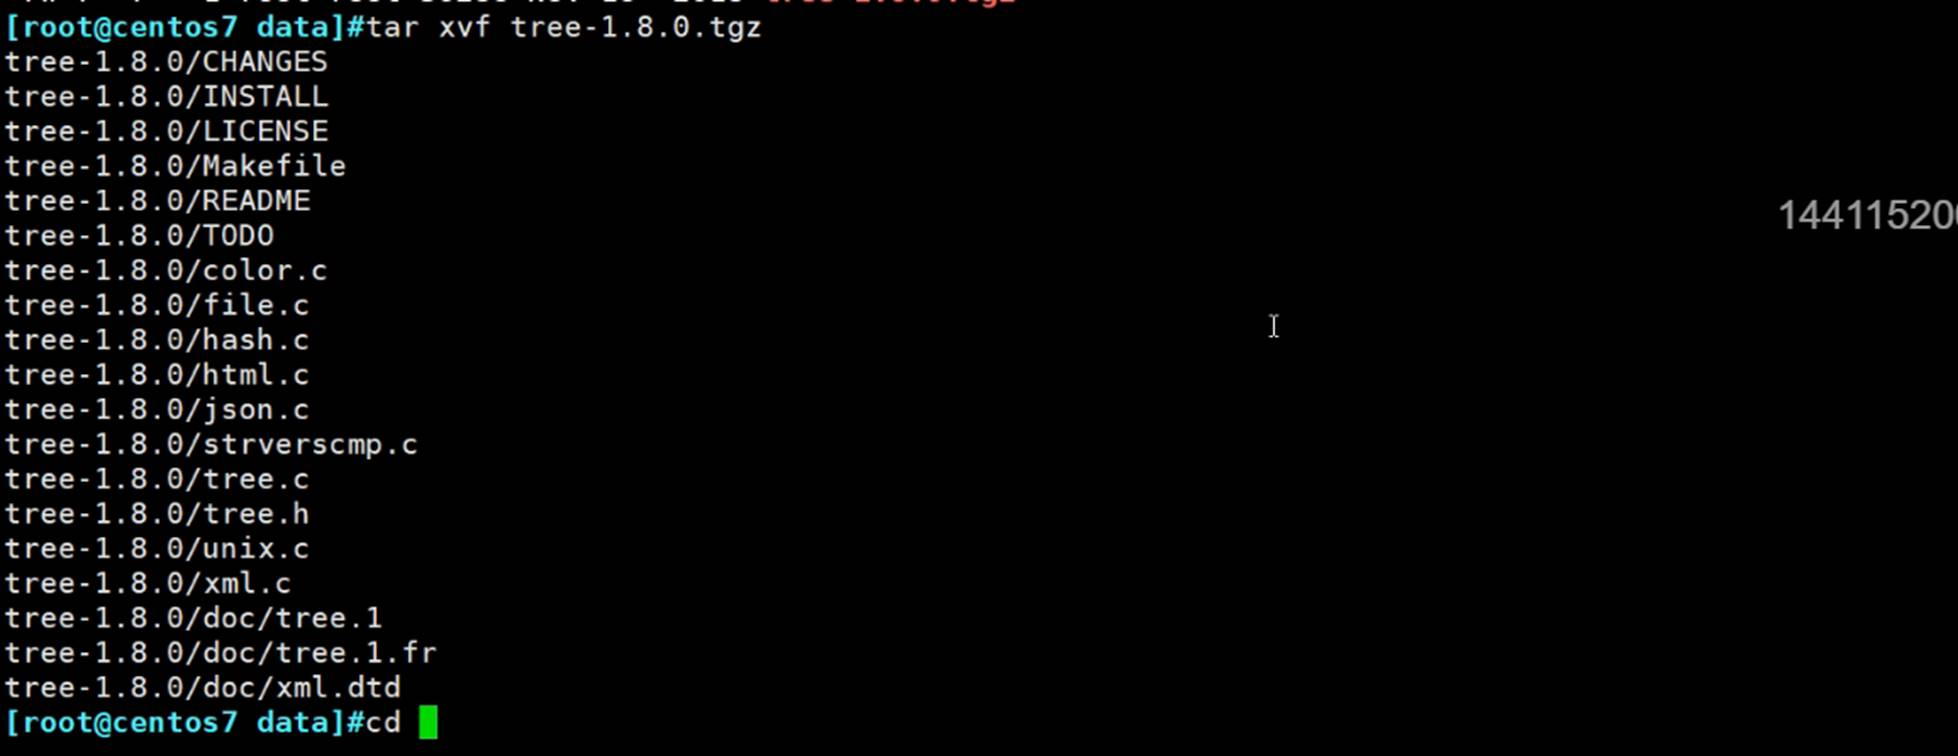 [root@centos7 data]#tar xvf tree-1.8.0.tgz
tree-1.8.0/CHANGES
tree-1.8.0/INSTALL
tree-1.8.0/LICENSE
tree-1.8.0/Makefile
tree-1.8.0/README
tree-1.8.0/TODO
tree-1.8.0/color.c
tree-1.8.0/file.c
tree-1.8.0/hash.c
tree-1.8.0/html.c
tree-1.8.0/json.c
tree-1.8.0/strverscmp.c
tree-1.8.0/tree.c
tree-1.8.0/tree.h
tree-1.8.0/unix.c
tree-1.8.0/xml.c
tree-1.8.0/doc/tree.1
tree-1.8.0/doc/tree.1.fr
tree-1.8.0/doc/xml.dtd
[root@centos7 data]#cd